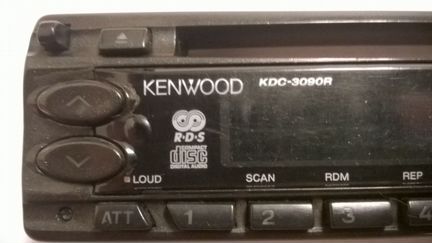 KENWOOD KDC-3090R
R·D·S
COMPACT
disc
DIGITAL AUDIO
LOUD SCAN RDM REP
ATT 1 2 3 4